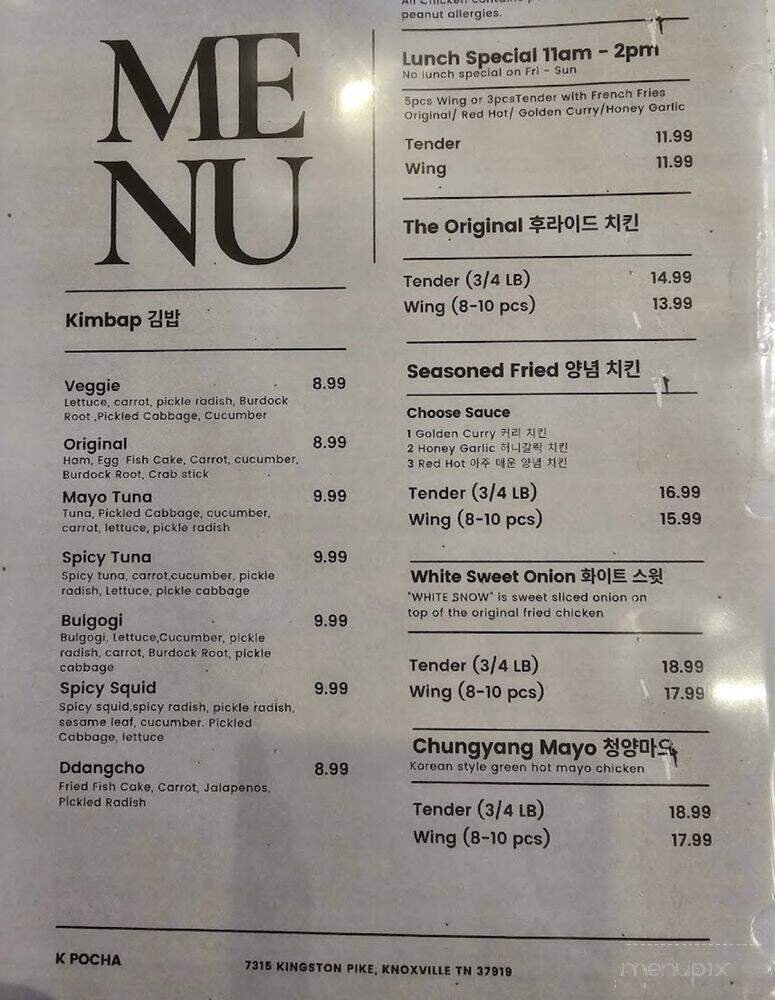 ME
NU
Kimbap 김밥
Veggie 8.99
Lettuce, carrot, pickle radish, Burdock
Root ,Pickled Cabbage, Cucumber
Original 8.99
Ham, Egg Fish Cake, Carrot, cucumber,
Burdock Root, Crab stick
Mayo Tuna 9.99
Tuna, Pickled Cabbage, cucumber,
carrot, lettuce, pickle radish
Spicy Tuna 9.99
Spicy tuna, carrot,cucumber, pickle
radish, Lettuce, pickle cabbage
Bulgogi 9.99
Bulgogi, Lettuce,Cucumber, pickle
radish, carrot, Burdock Root, pickle
cabbage
Spicy Squid 9.99
Spicy squid,spicy radish, pickle radish,
sesame leaf, cucumber. Pickled
Cabbage, lettuce
Ddangcho 8.99
Fried Fish Cake, Carrot, Jalapenos,
Pickled Radish
All Chicken contains
peanut allergies.
Lunch Special 11am - 2pm
No lunch special on Fri - Sun
5pcs Wing or 3pcsTender with French Fries
Original/ Red Hot/ Golden Curry/Honey Garlic
Tender 11.99
Wing 11.99
The Original 후라이드 치킨
Tender (3/4 LB) 14.99
Wing (8-10 pcs) 13.99
Seasoned Fried 양념 치킨
Choose Sauce
1 Golden Curry 커리 치킨
2 Honey Garlic 허니갈릭 치킨
3 Red Hot 아주 매운 양념 치킨
Tender (3/4 LB) 16.99
Wing (8-10 pcs) 15.99
White Sweet Onion 화이트 스윗
"WHITE SNOW" is sweet sliced onion on
top of the original fried chicken
Tender (3/4 LB) 18.99
Wing (8-10 pcs) 17.99
Chungyang Mayo 청양마요
Korean style green hot mayo chicken
Tender (3/4 LB) 18.99
Wing (8-10 pcs) 17.99
K POCHA
7315 KINGSTON PIKE, KNOXVILLE TN 37919
menupix